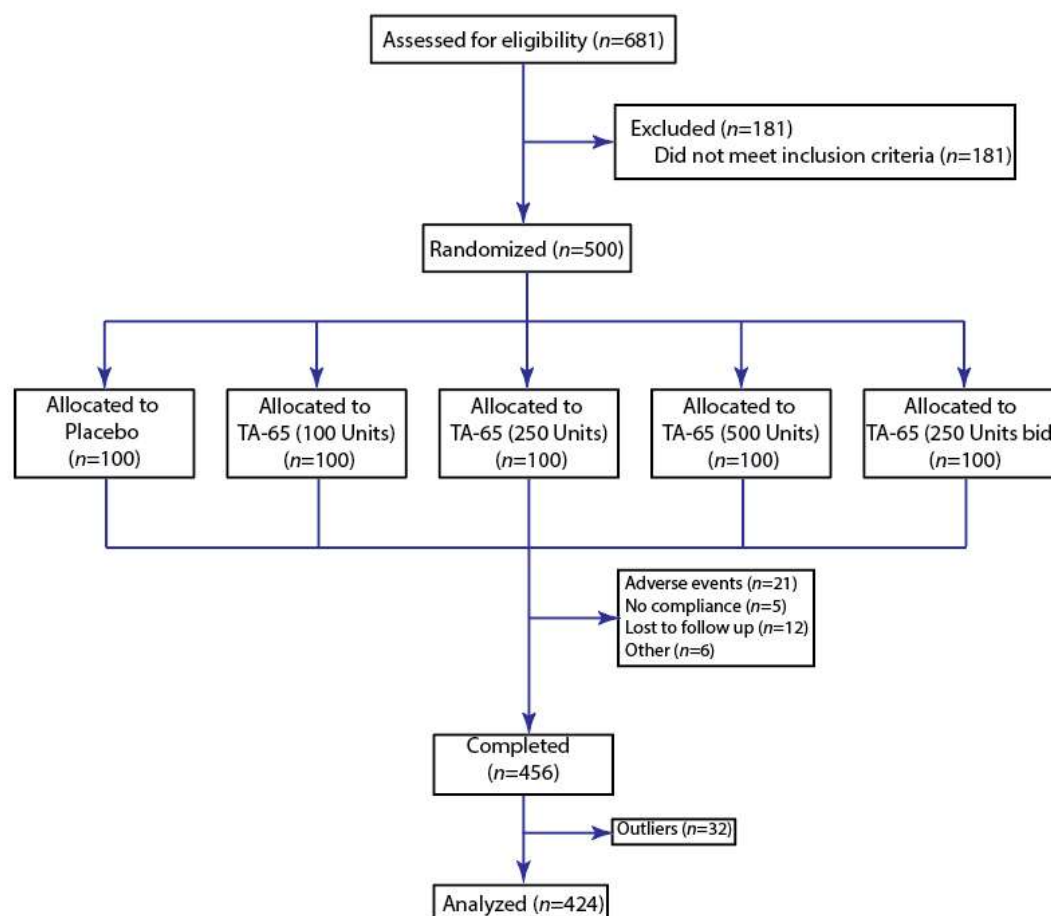 Assessed for eligibility (n=681)
Excluded (n=181)
Did not meet inclusion criteria (n=181)
Randomized (n=500)
Allocated to
Placebo
(n=100)
Allocated to
TA-65 (100 Units)
(n=100)
Allocated to
TA-65 (250 Units)
(n=100)
Allocated to
TA-65 (500 Units)
(n=100)
Allocated to
TA-65 (250 Units bid
(n=100)
Adverse events (n=21)
No compliance (n=5)
Lost to follow up (n=12)
Other (n=6)
Completed
(n=456)
Outliers (n=32)
Analyzed (n=424)